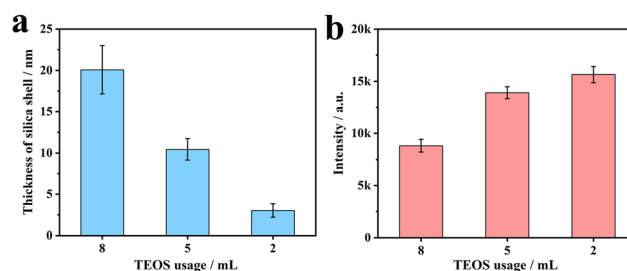 a
25
20
15
10
5
0
Thickness of silica shell / nm
8 5 2
TEOS usage / mL
b
20k
15k
10k
5k
0
Intensity / a.u.
8 5 2
TEOS usage / mL